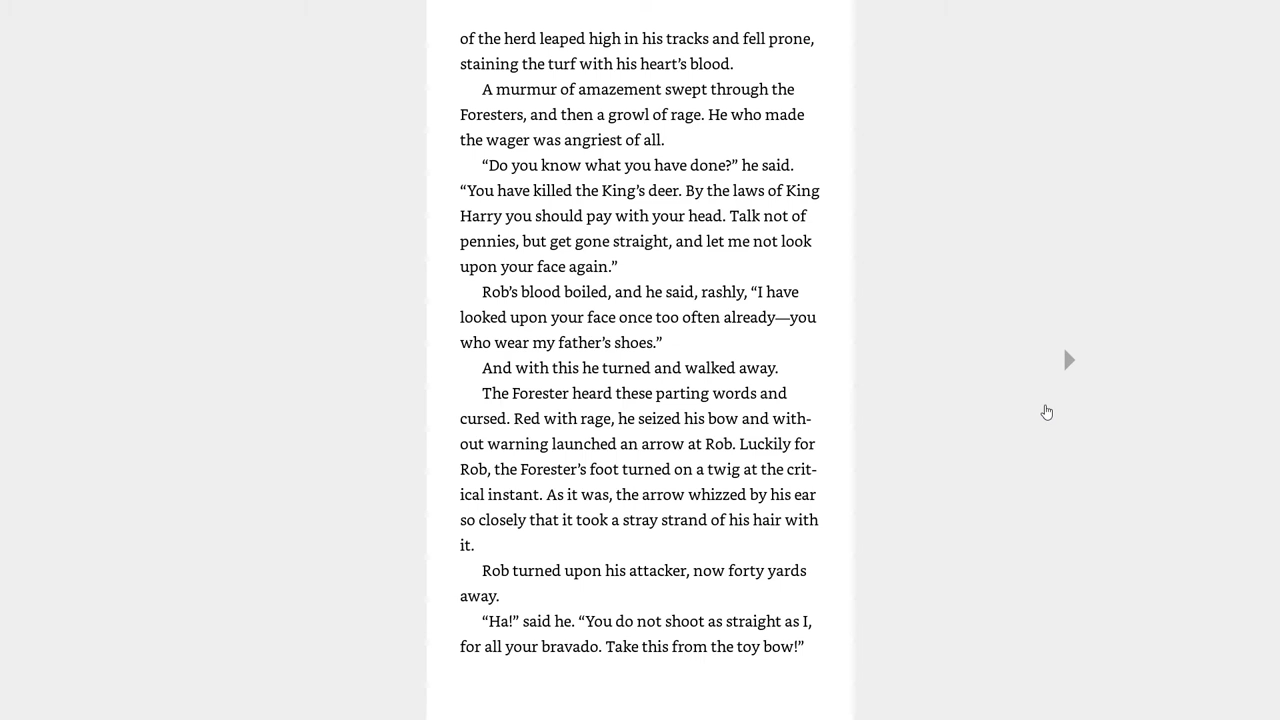 of the herd leaped high in his tracks and fell prone,
staining the turf with his heart’s blood.
A murmur of amazement swept through the
Foresters, and then a growl of rage. He who made
the wager was angriest of all.
“Do you know what you have done?” he said.
“You have killed the King’s deer. By the laws of King
Harry you should pay with your head. Talk not of
pennies, but get gone straight, and let me not look
upon your face again.”
Rob’s blood boiled, and he said, rashly, “I have
looked upon your face once too often already—you
who wear my father’s shoes.”
And with this he turned and walked away.
The Forester heard these parting words and
cursed. Red with rage, he seized his bow and with-
out warning launched an arrow at Rob. Luckily for
Rob, the Forester’s foot turned on a twig at the crit-
ical instant. As it was, the arrow whizzed by his ear
so closely that it took a stray strand of his hair with
it.
Rob turned upon his attacker, now forty yards
away.
“Ha!” said he. “You do not shoot as straight as I,
for all your bravado. Take this from the toy bow!”